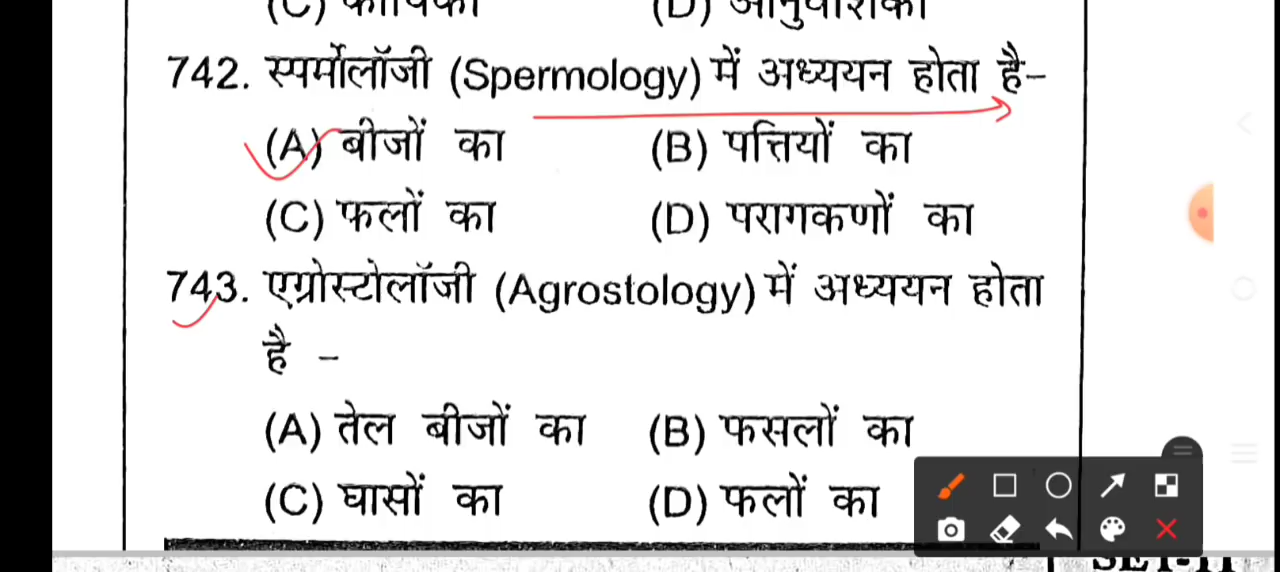 742. स्पर्मोलॉजी (Spermology) में अध्ययन होता है–
(A) बीजों का (B) पत्तियों का
(C) फलों का (D) परागकणों का
743. एग्रोस्टोलॉजी (Agrostology) में अध्ययन होता
है –
(A) तेल बीजों का (B) फसलों का
(C) घासों का (D) फलों का